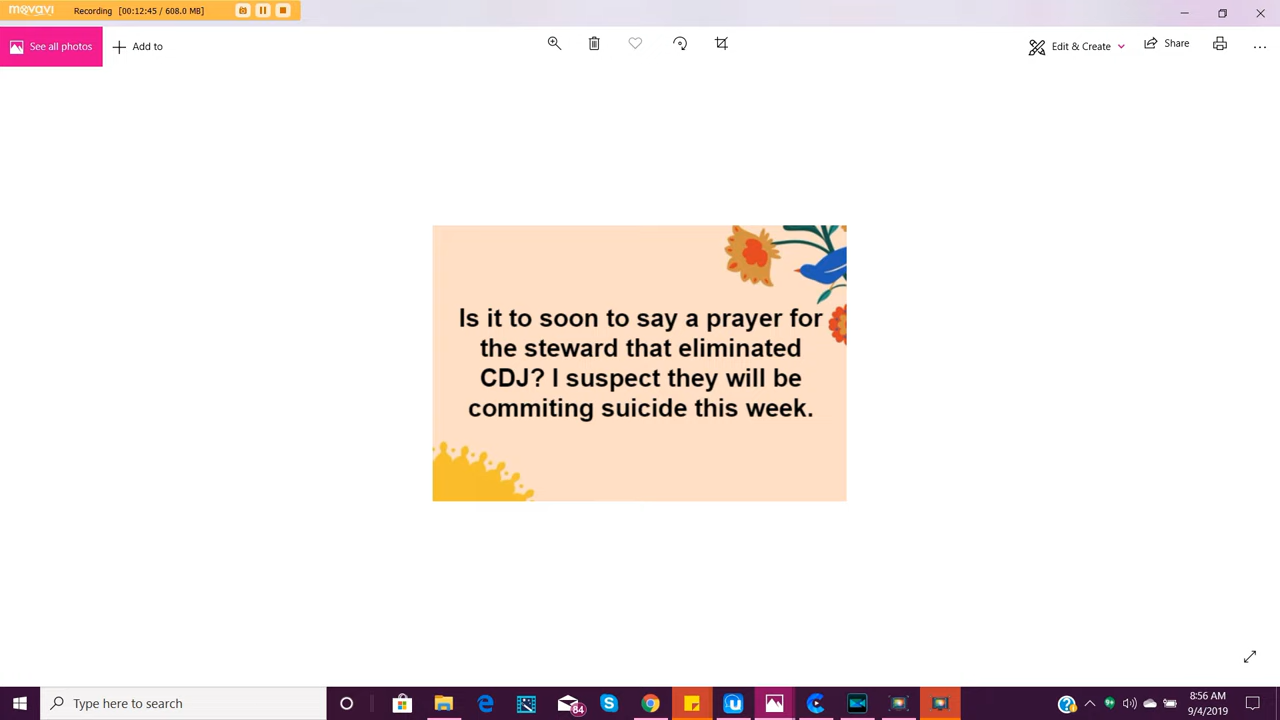 movavi
Recording [00:12:45 / 608.0 MB]
See all photos
Add to
Edit & Create
Share
Is it to soon to say a prayer for
the steward that eliminated
CDJ? I suspect they will be
commiting suicide this week.
Type here to search
84
8:56 AM
9/4/2019